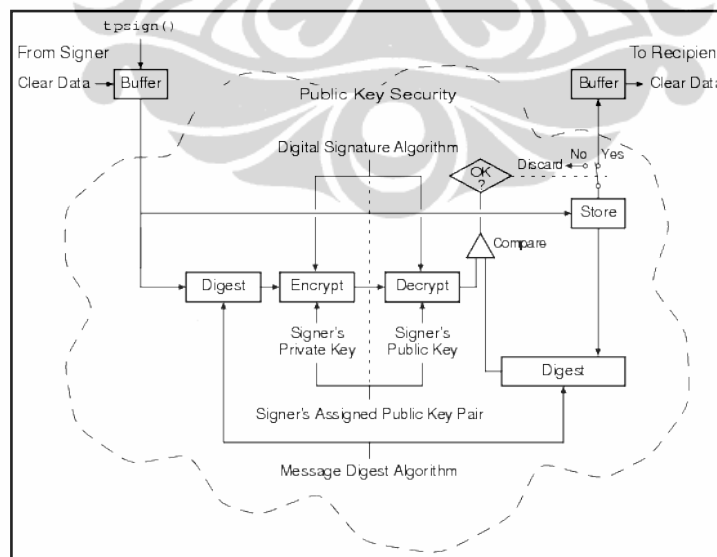 tpsign()
From Signer
To Recipien
Clear Data
Buffer
Buffer
Clear Data
Public Key Security
Digital Signature Algorithm
OK
?
Discard
No
Yes
Store
Compare
Digest
Encrypt
Decrypt
Signer's
Private Key
Signer's
Public Key
Digest
Signer's Assigned Public Key Pair
Message Digest Algorithm